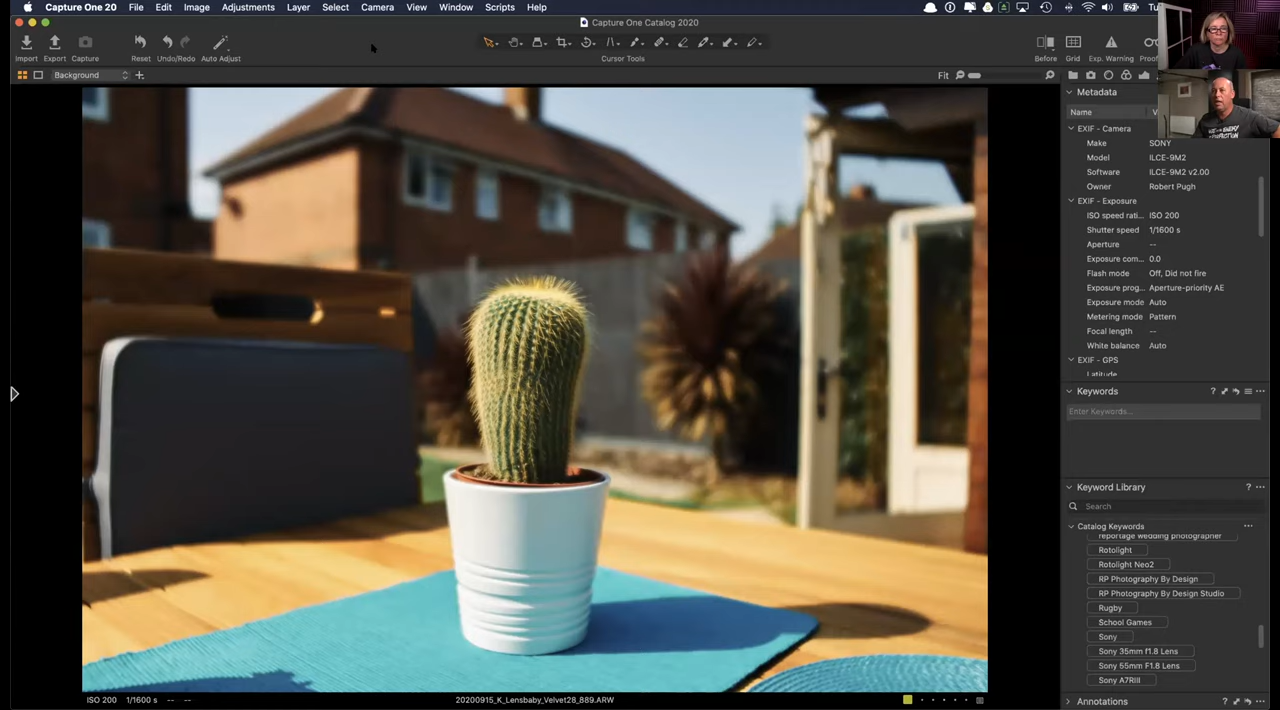 Capture One 20 File Edit Image Adjustments Layer Select Camera View Window Scripts Help
Capture One Catalog 2020
Import Export Capture Reset Undo/Redo Auto Adjust Cursor Tools Before Grid Exp. Warning
Background Fit
Metadata
Name
EXIF - Camera
Make SONY
Model ILCE-9M2
Software ILCE-9M2 v2.00
Owner Robert Pugh
EXIF - Exposure
ISO speed rati... ISO 200
Shutter speed 1/1600 s
Aperture --
Exposure com... 0.0
Flash mode Off, Did not fire
Exposure prog... Aperture-priority AE
Exposure mode Auto
Metering mode Pattern
Focal length --
White balance Auto
EXIF - GPS
Latitude
Keywords ?
Enter Keywords...
Keyword Library ?
Search
Catalog Keywords
reportage wedding photographer
Rotolight
Rotolight Neo2
RP Photography By Design
RP Photography By Design Studio
Rugby
School Games
Sony
Sony 35mm f1.8 Lens
Sony 55mm F1.8 Lens
Sony A7RIII
Annotations ?
ISO 200 1/1600 s -- -- 20200915_K_Lensbaby_Velvet28_889.ARW